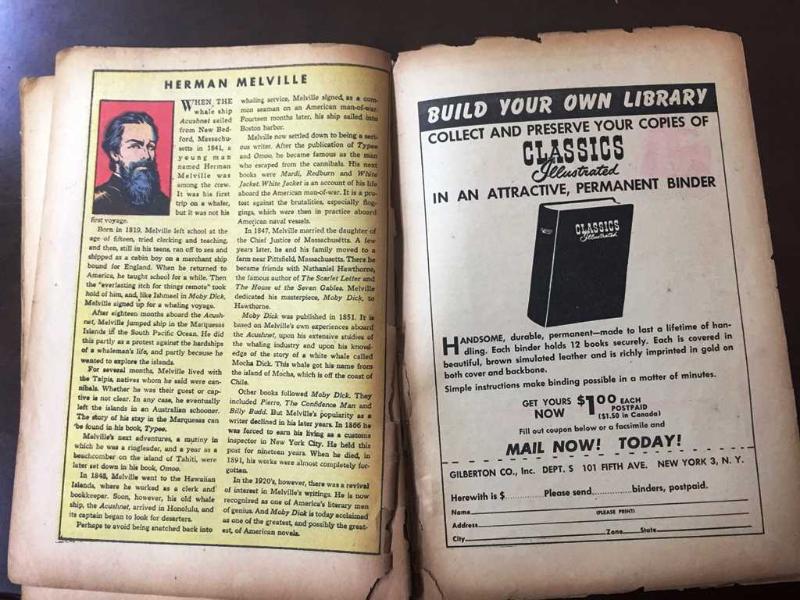 HERMAN MELVILLE
WHEN THE
whale ship
Acushnet sailed
from New Bed-
ford, Massachu-
setts in 1841, a
young man
named Herman
Melville was
among the crew.
It was his first
trip on a whaler,
but it was not his
first voyage.
Born in 1819, Melville left school at the
age of fifteen, tried clerking and teaching,
and then, still in his teens, ran off to sea and
shipped as a cabin boy on a merchant ship
bound for England. When he returned to
America, he taught school for a while. Then
the "everlasting itch for things remote" took
hold of him, and, like Ishmael in Moby Dick,
Melville signed up for a whaling voyage.
After eighteen months aboard the Acush-
net, Melville jumped ship in the Marquesas
Islands in the South Pacific Ocean. He did
this partly as a protest against the hardships
of a whaleman's life, and partly because he
wanted to explore the islands.
For several months, Melville lived with
the Taipis, natives whom he said were can-
nibals. Whether he was their guest or cap-
tive is not clear. In any case, he eventually
left the islands in an Australian schooner.
The story of his stay in the Marquesas can
be found in his book, Typee.
Melville's next adventures, a mutiny in
which he was a ringleader, and a year as a
beachcomber on the island of Tahiti, were
later set down in his book, Omoo.
In 1843, Melville went to the Hawaiian
Islands, where he worked as a clerk and
bookkeeper. Soon, however, his old whale
ship, the Acushnet, arrived in Honolulu, and
its captain began to look for deserters.
Perhaps to avoid being snatched back into
whaling service, Melville signed, as a com-
mon seaman on an American man-of-war.
Fourteen months later, his ship sailed into
Boston harbor.
Melville now settled down to being a seri-
ous writer. After the publication of Typee
and Omoo, he became famous as the man
who escaped from the cannibals. His next
books were Mardi, Redburn and White
Jacket. White Jacket is an account of his life
aboard the American man-of-war. It is a pro-
test against the brutalities, especially flog-
gings, which were then in practice aboard
American naval vessels.
In 1847, Melville married the daughter of
the Chief Justice of Massachusetts. A few
years later, he and his family moved to a
farm near Pittsfield, Massachusetts. There he
became friends with Nathaniel Hawthorne,
the famous author of The Scarlet Letter and
The House of the Seven Gables. Melville
dedicated his masterpiece, Moby Dick, to
Hawthorne.
Moby Dick was published in 1851. It is
based on Melville's own experiences aboard
the Acushnet, upon his extensive studies of
the whaling industry and upon his knowl-
edge of the story of a white whale called
Mocha Dick. This whale got his name from
the island of Mocha, which is off the coast of
Chile.
Other books followed Moby Dick. They
included Pierre, The Confidence Man and
Billy Budd. But Melville's popularity as a
writer declined in his later years. In 1866 he
was forced to earn his living as a customs
inspector in New York City. He held this
post for nineteen years. When he died, in
1891, his works were almost completely for-
gotten.
In the 1920's, however, there was a revival
of interest in Melville's writings. He is now
recognized as one of America's literary men
of genius. And Moby Dick is today acclaimed
as one of the greatest, and possibly the great-
est, of American novels.
BUILD YOUR OWN LIBRARY
COLLECT AND PRESERVE YOUR COPIES OF
CLASSICS
Illustrated
IN AN ATTRACTIVE, PERMANENT BINDER
CLASSICS
Illustrated
HANDSOME, durable, permanent—made to last a lifetime of han-
dling. Each binder holds 12 books securely. Each is covered in
beautiful, brown simulated leather and is richly imprinted in gold on
both cover and backbone.
Simple instructions make binding possible in a matter of minutes.
GET YOURS NOW $1.00 EACH POSTPAID
($1.50 in Canada)
Fill out coupon below or a facsimile and
MAIL NOW! TODAY!
GILBERTON CO., Inc. DEPT. S 101 FIFTH AVE. NEW YORK 3, N. Y.
Herewith is $ Please send binders, postpaid.
Name
(PLEASE PRINT)
Address
City Zone State